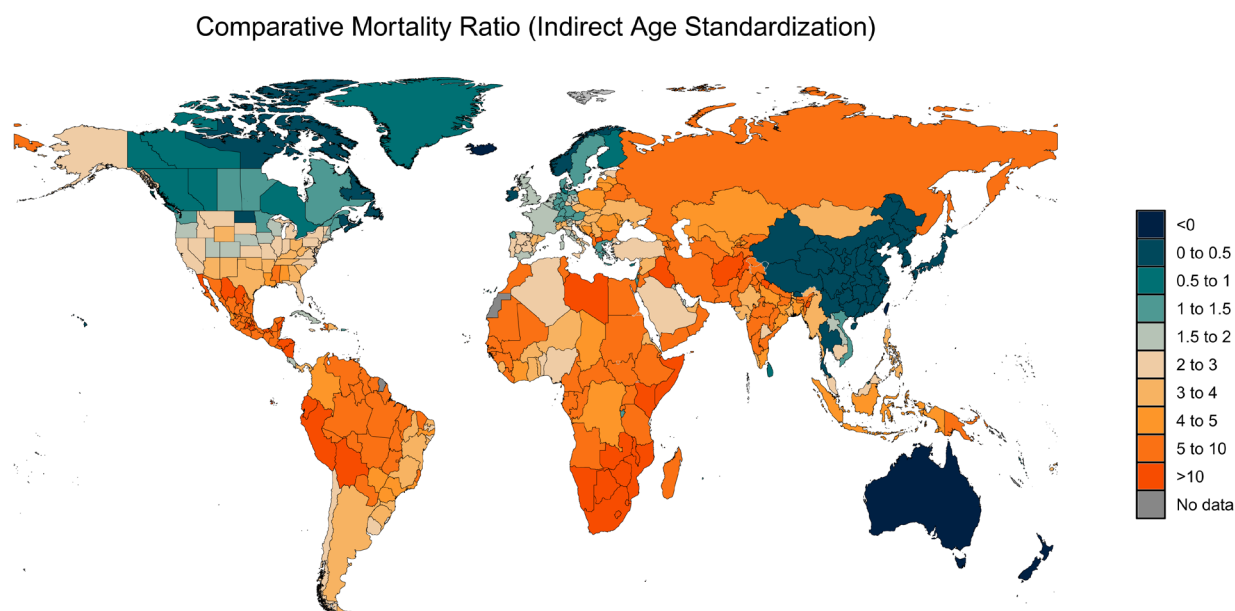 Comparative Mortality Ratio (Indirect Age Standardization)
<0
0 to 0.5
0.5 to 1
1 to 1.5
1.5 to 2
2 to 3
3 to 4
4 to 5
5 to 10
>10
No data